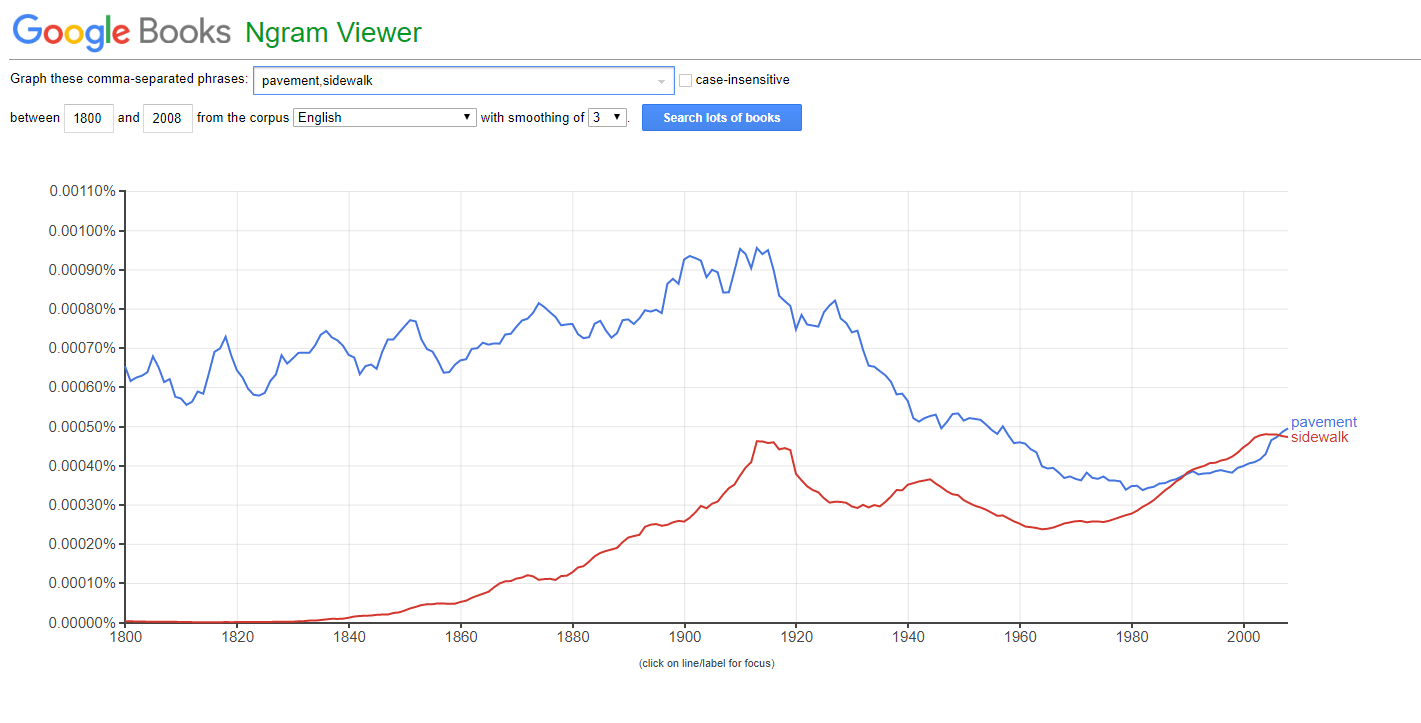 Google Books Ngram Viewer
Graph these comma-separated phrases: pavement,sidewalk case-insensitive
between 1800 and 2008 from the corpus English with smoothing of 3 . Search lots of books
0.00110%
0.00100%
0.00090%
0.00080%
0.00070%
0.00060%
0.00050%
0.00040%
0.00030%
0.00020%
0.00010%
0.00000%
pavement
sidewalk
1800 1820 1840 1860 1880 1900 1920 1940 1960 1980 2000
(click on line/label for focus)